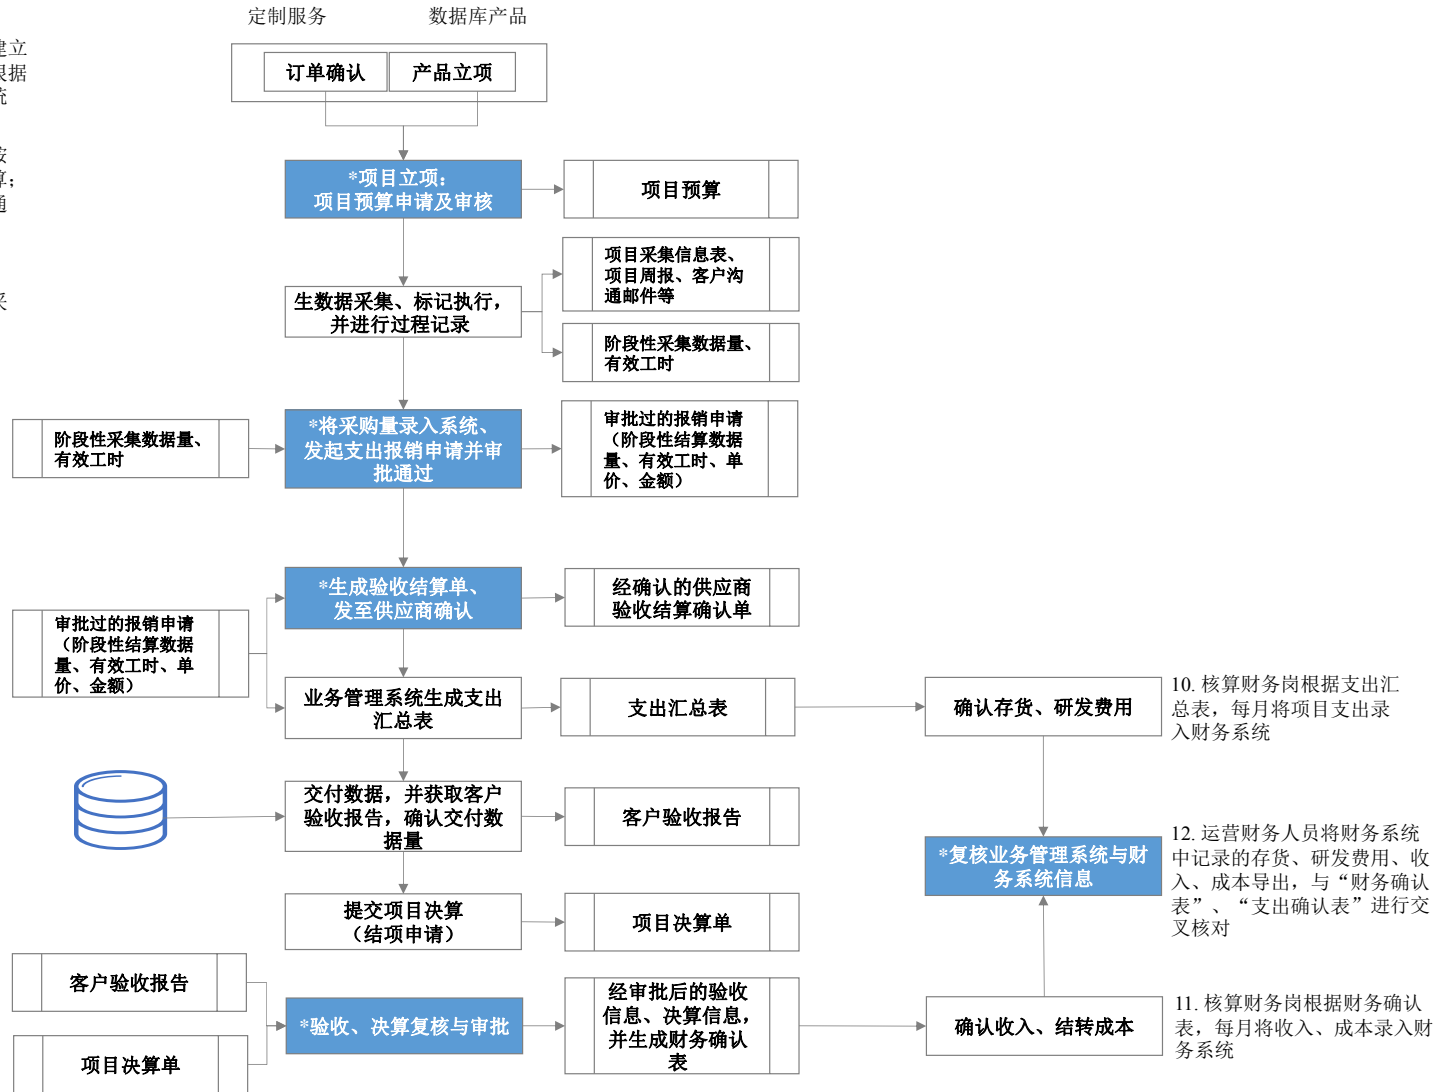 定制服务
数据库产品
建立
根据
统
按
算；
通
采
订单确认
产品立项
*项目立项：
项目预算申请及审核
项目预算
项目采集信息表、
项目周报、客户沟
通邮件等
生数据采集、标记执行，
并进行过程记录
阶段性采集数据量、
有效工时
阶段性采集数据量、
有效工时
*将采购量录入系统、
发起支出报销申请并审
批通过
审批过的报销申请
（阶段性结算数据
量、有效工时、单
价、金额）
*生成验收结算单、
发至供应商确认
经确认的供应商
验收结算确认单
审批过的报销申请
（阶段性结算数据
量、有效工时、单
价、金额）
业务管理系统生成支出
汇总表
支出汇总表
确认存货、研发费用
10. 核算财务岗根据支出汇
总表，每月将项目支出录
入财务系统
交付数据，并获取客户
验收报告，确认交付数
据量
客户验收报告
*复核业务管理系统与财
务系统信息
12. 运营财务人员将财务系统
中记录的存货、研发费用、收
入、成本导出，与“财务确认
表”、“支出确认表”进行交
叉核对
提交项目决算
（结项申请）
项目决算单
客户验收报告
项目决算单
*验收、决算复核与审批
经审批后的验收
信息、决算信息，
并生成财务确认
表
确认收入、结转成本
11. 核算财务岗根据财务确认
表，每月将收入、成本录入财
务系统